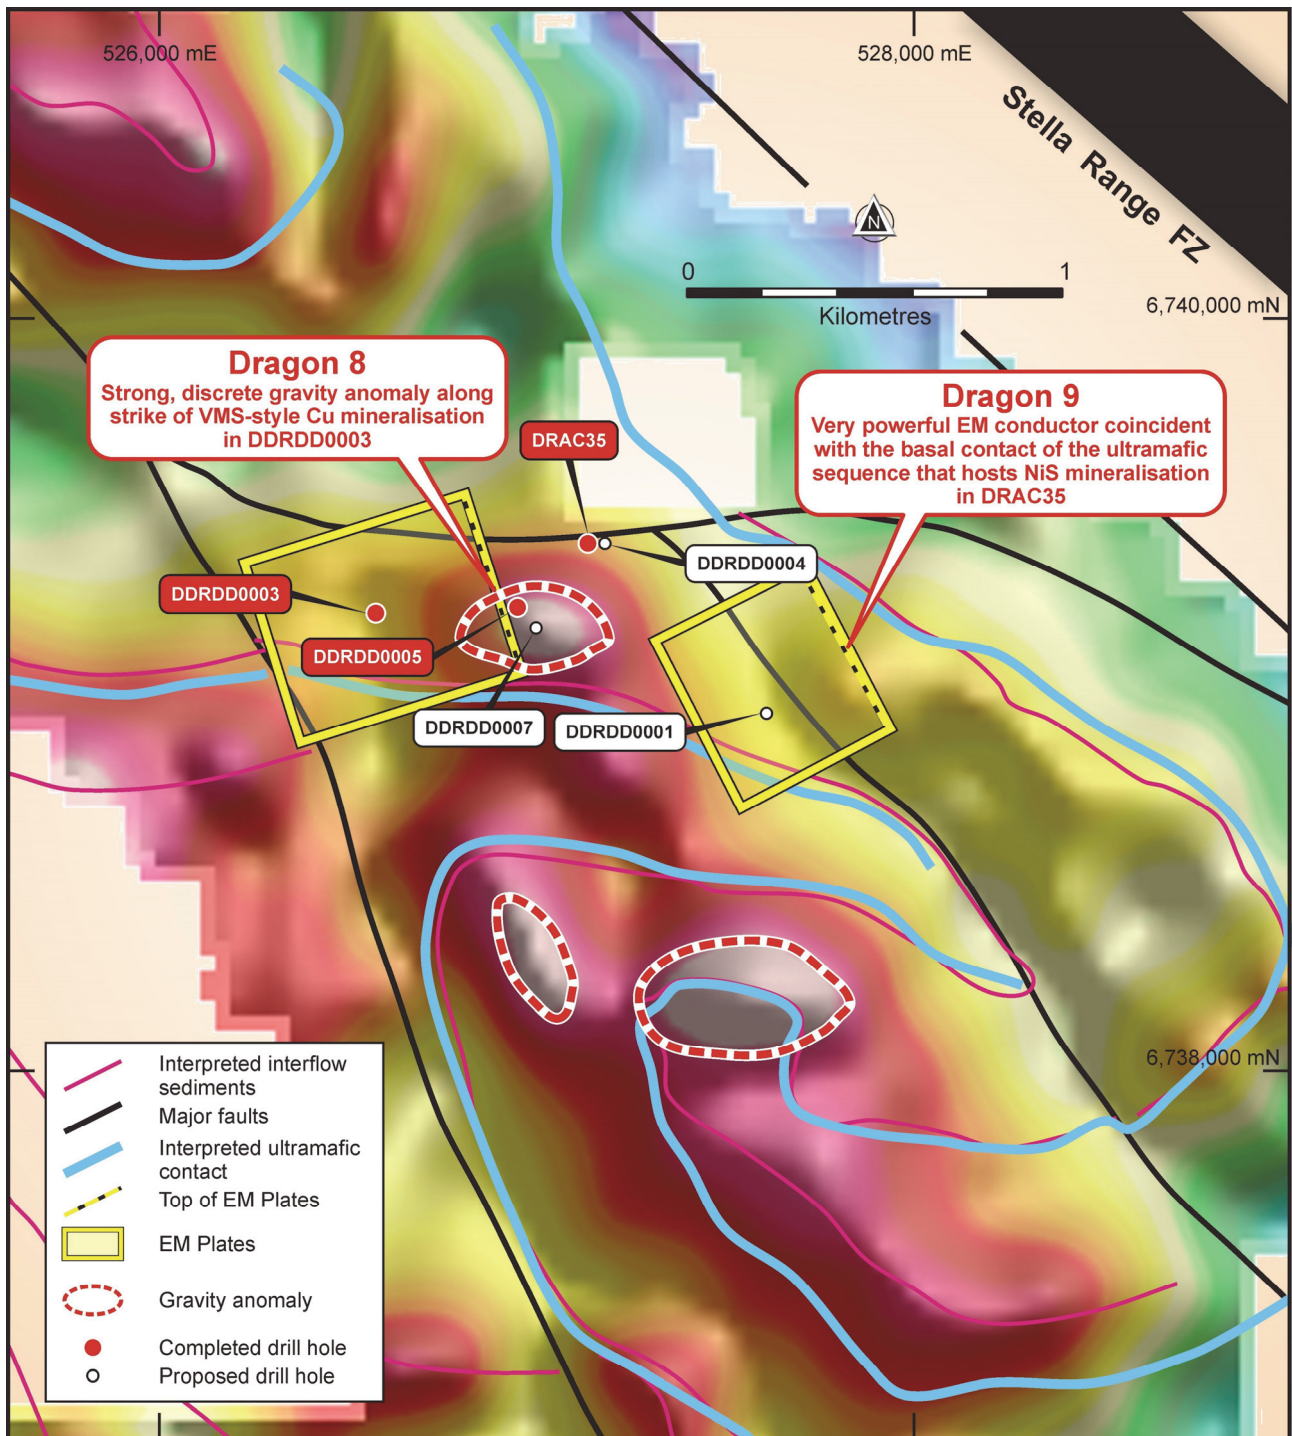 526,000 mE
528,000 mE
Stella Range FZ
N
0
1
Kilometres
6,740,000 mN
Dragon 8
Strong, discrete gravity anomaly along
strike of VMS-style Cu mineralisation
in DDRDD0003
DRAC35
Dragon 9
Very powerful EM conductor coincident
with the basal contact of the ultramafic
sequence that hosts NiS mineralisation
in DRAC35
DDRDD0004
DDRDD0003
DDRDD0005
DDRDD0007
DDRDD0001
6,738,000 mN
Interpreted interflow
sediments
Major faults
Interpreted ultramafic
contact
Top of EM Plates
EM Plates
Gravity anomaly
Completed drill hole
Proposed drill hole